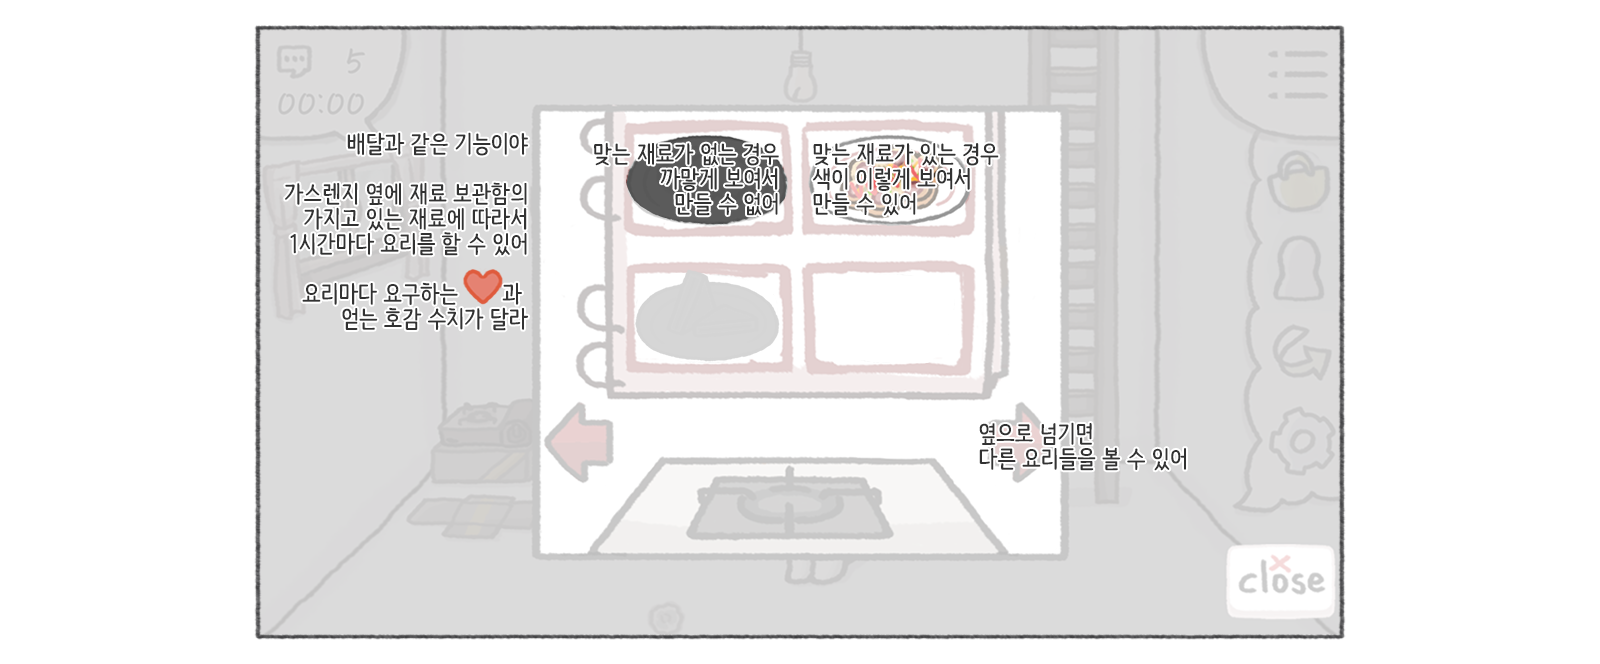 5
00:00
배달과 같은 기능이야
가스렌지 옆에 재료 보관함의
가지고 있는 재료에 따라서
1시간마다 요리를 할 수 있어
요리마다 요구하는 ❤과
얻는 호감 수치가 달라
맞는 재료가 없는 경우
까맣게 보여서
만들 수 없어
맞는 재료가 있는 경우
색이 이렇게 보여서
만들 수 있어
옆으로 넘기면
다른 요리들을 볼 수 있어
close